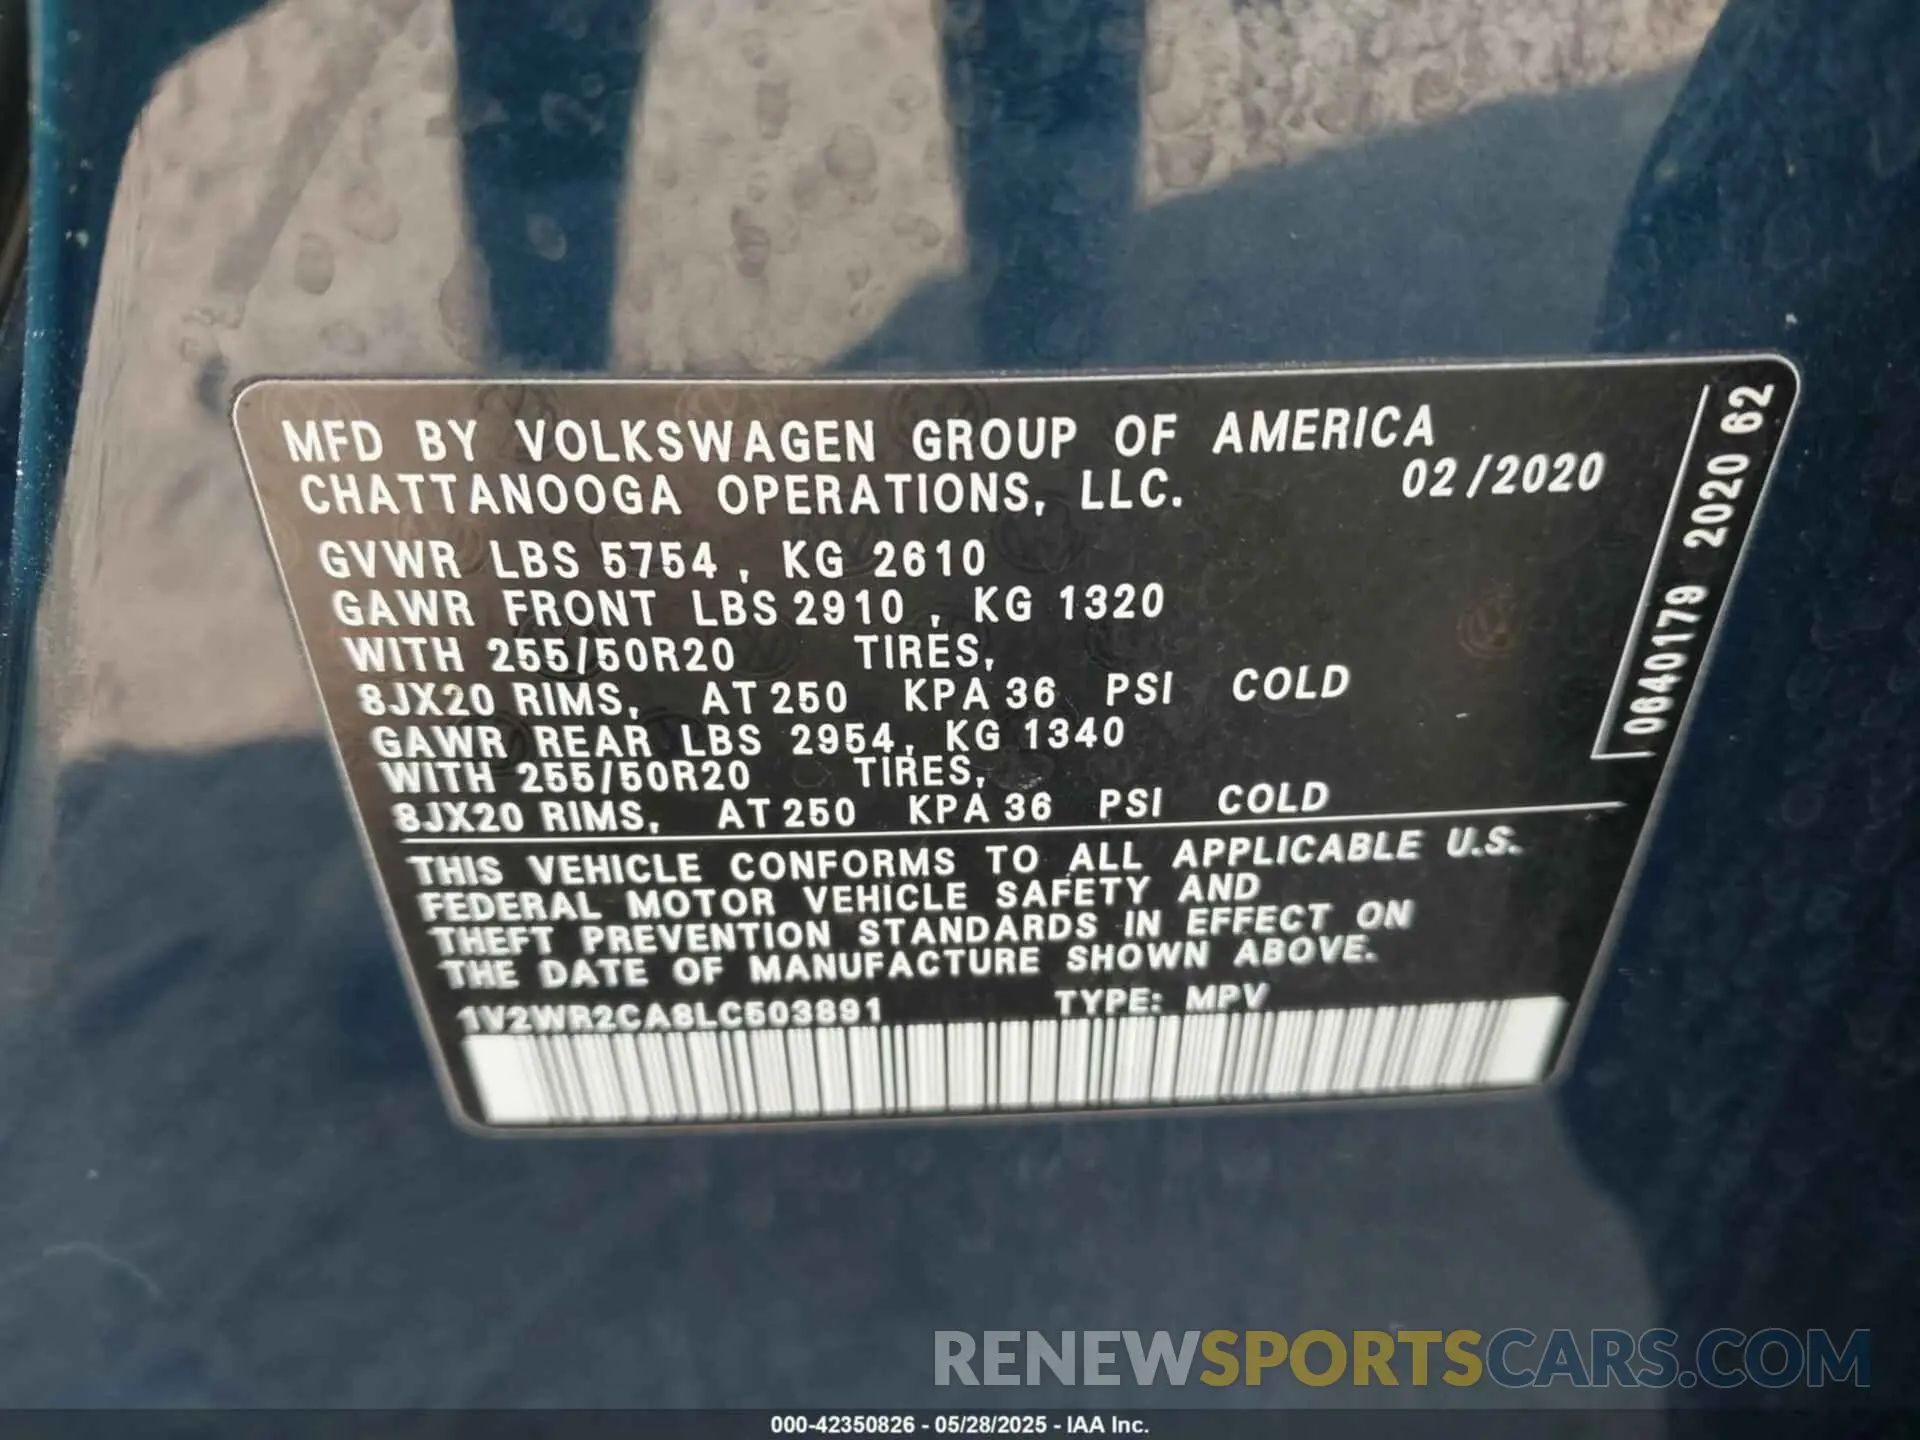 MFD BY VOLKSWAGEN GROUP OF AMERICA
CHATTANOOGA OPERATIONS, LLC. 02/2020
GVWR LBS 5754 , KG 2610
GAWR FRONT LBS 2910 , KG 1320
WITH 255/50R20 TIRES,
8JX20 RIMS, AT 250 KPA 36 PSI COLD
GAWR REAR LBS 2954, KG 1340
WITH 255/50R20 TIRES,
8JX20 RIMS, AT 250 KPA 36 PSI COLD
THIS VEHICLE CONFORMS TO ALL APPLICABLE U.S.
FEDERAL MOTOR VEHICLE SAFETY AND
THEFT PREVENTION STANDARDS IN EFFECT ON
THE DATE OF MANUFACTURE SHOWN ABOVE.
1V2WR2CA8LC503891 TYPE: MPV
0640179 2020 62
RENEWSPORTSCARS.COM
000-42350826 - 05/28/2025 - IAA Inc.